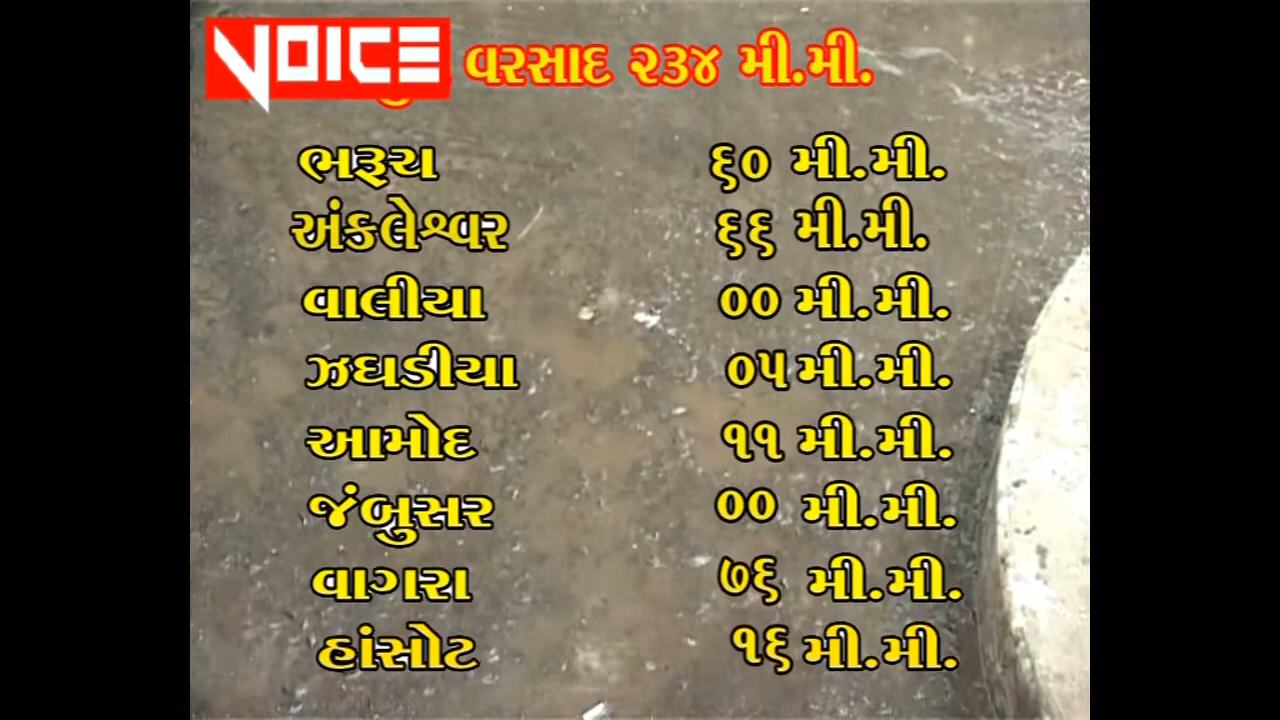 VOICE
વરસાદ ૨૩૪ મી.મી.
ભરૂચ ૬૦ મી.મી.
અંકલેશ્વર ૬૬ મી.મી.
વાલીયા ૦૦ મી.મી.
ઝઘડીયા ૦૫ મી.મી.
આમોદ ૧૧ મી.મી.
જંબુસર ૦૦ મી.મી.
વાગરા ૭૬ મી.મી.
હાંસોટ ૧૬ મી.મી.